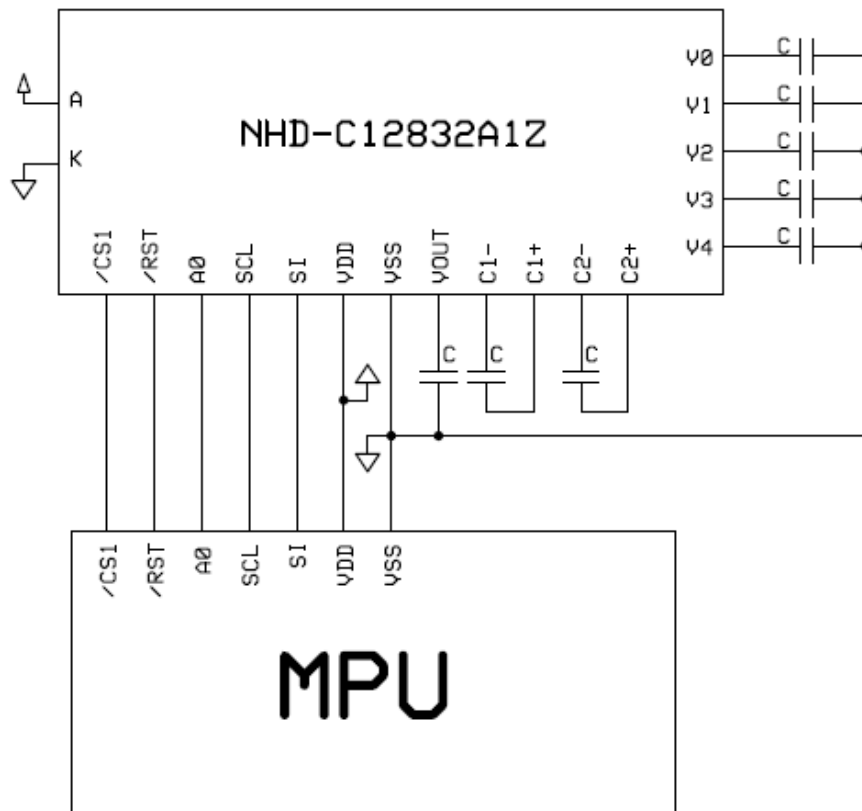 V0 C
A V1 C
NHD-C12832A1Z
K V2 C
V3 C
V4 C
/CS1 /RST A0 SCL SI VDD VSS VOUT C1- C1+ C2- C2+
C C C
/CS1 /RST A0 SCL SI VDD VSS
MPU